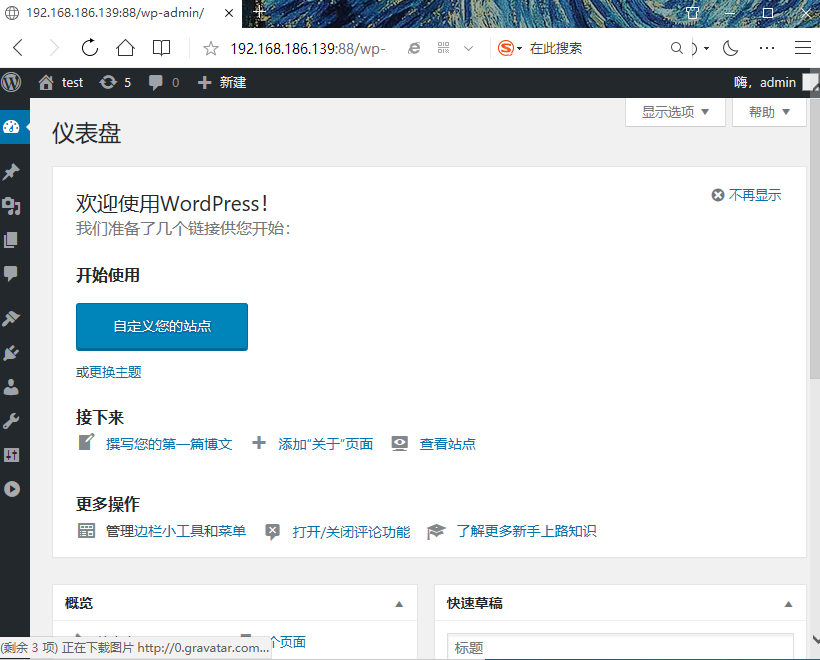 192.168.186.139:88/wp-admin/
192.168.186.139:88/wp-
在此搜索
test 5 0 新建 嗨，admin
显示选项 帮助
仪表盘
欢迎使用WordPress！
不再显示
我们准备了几个链接供您开始：
开始使用
自定义您的站点
或更换主题
接下来
撰写您的第一篇博文 添加“关于”页面 查看站点
更多操作
管理边栏小工具和菜单 打开/关闭评论功能 了解更多新手上路知识
概览 快速草稿
个页面
标题
(剩余 3 项) 正在下载图片 http://0.gravatar.com...